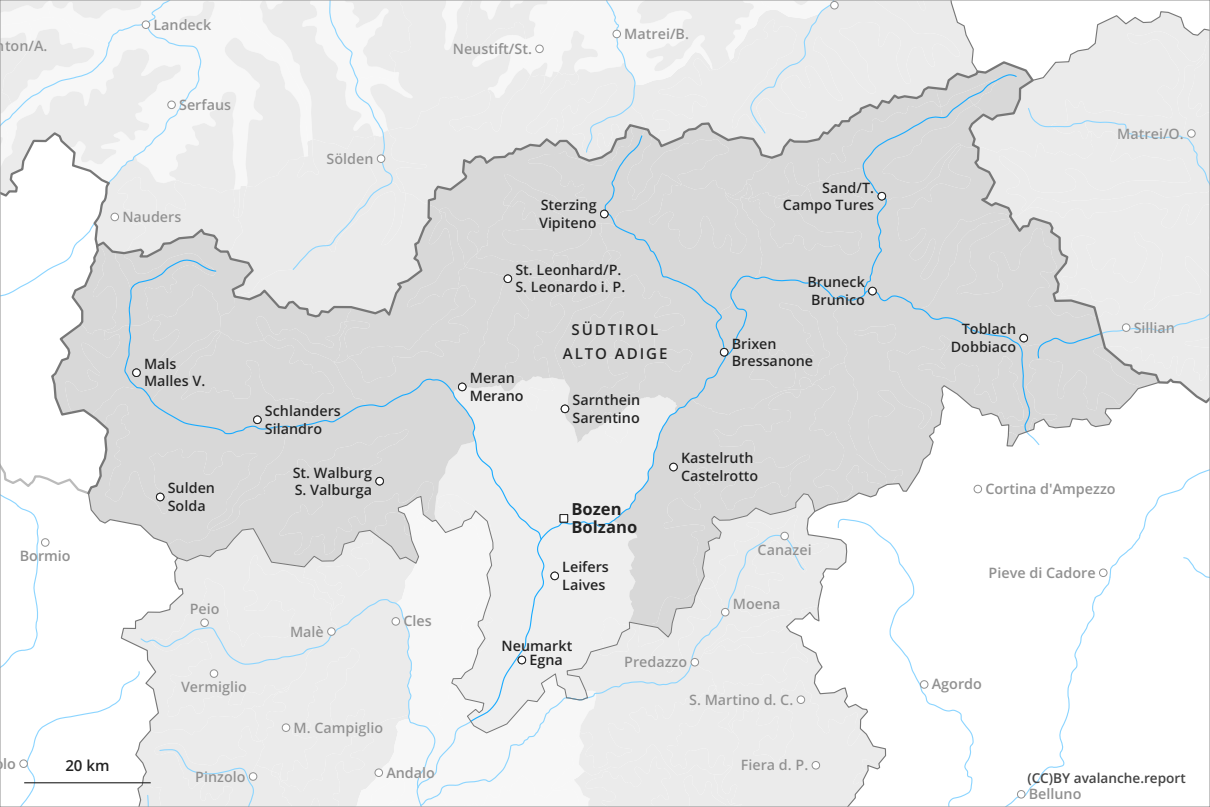 Landeck
nton/A.
Neustift/St.
Matrei/B.
Serfaus
Matrei/O.
Sölden
Sand/T.
Campo Tures
Nauders
Sterzing
Vipiteno
St. Leonhard/P.
S. Leonardo i. P.
Bruneck
Brunico
SÜDTIROL
ALTO ADIGE
Toblach
Dobbiaco
Sillian
Brixen
Bressanone
Mals
Malles V.
Meran
Merano
Sarnthein
Sarentino
Schlanders
Silandro
Kastelruth
Castelrotto
St. Walburg
S. Valburga
Sulden
Solda
Cortina d'Ampezzo
Bozen
Bolzano
Canazei
Bormio
Leifers
Laives
Pieve di Cadore
Peio
Moena
Malè
Cles
Neumarkt
Egna
Predazzo
Vermiglio
Agordo
S. Martino d. C.
M. Campiglio
olo
20 km
Pinzolo
Andalo
Fiera d. P.
(CC)BY avalanche.report
Belluno